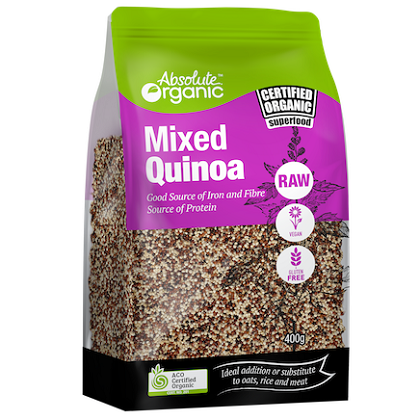 Absolute™
Organic
CERTIFIED
ORGANIC
superfood
Mixed
Quinoa
Good Source of Iron and Fibre
Source of Protein
RAW
VEGAN
GLUTEN
FREE
400g
ACO
Certified
Organic
Ideal addition or substitute
to oats, rice and meat